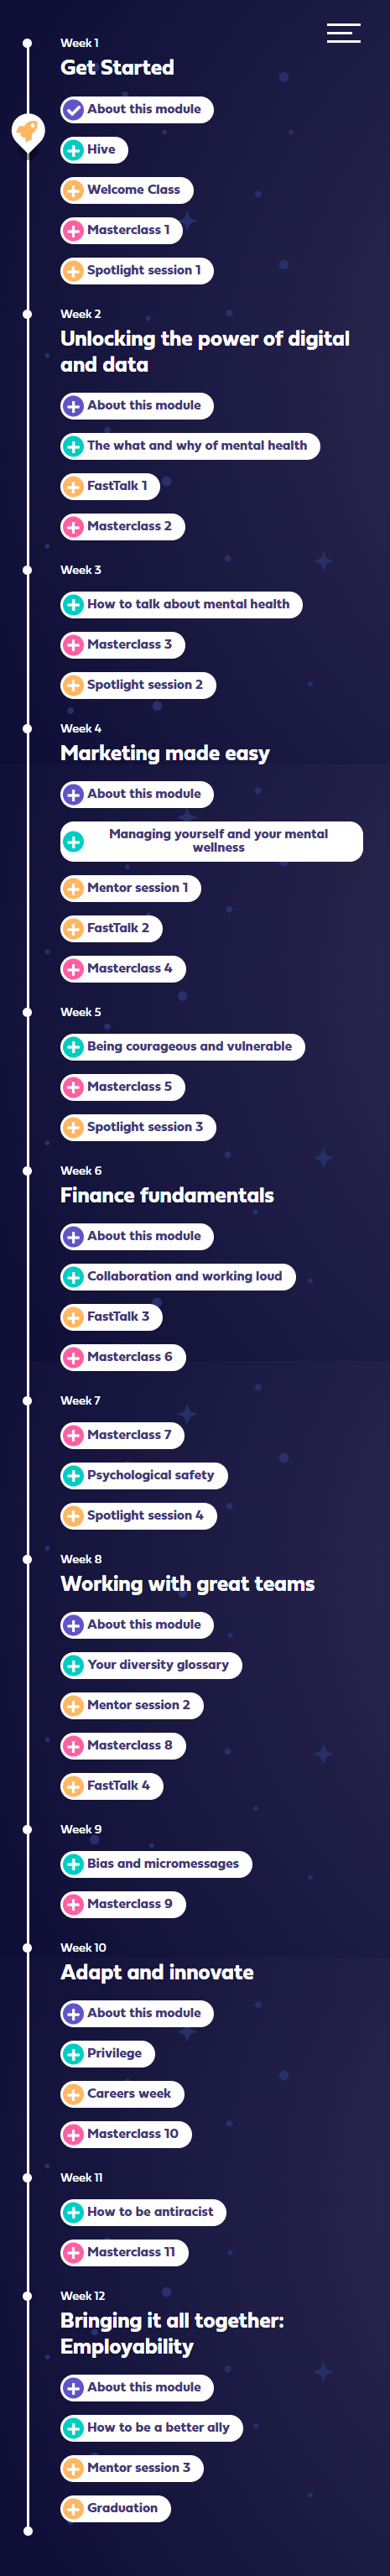 Week 1
Get Started
About this module
Hive
Welcome Class
Masterclass 1
Spotlight session 1
Week 2
Unlocking the power of digital
and data
About this module
The what and why of mental health
FastTalk 1
Masterclass 2
Week 3
How to talk about mental health
Masterclass 3
Spotlight session 2
Week 4
Marketing made easy
About this module
Managing yourself and your mental
wellness
Mentor session 1
FastTalk 2
Masterclass 4
Week 5
Being courageous and vulnerable
Masterclass 5
Spotlight session 3
Week 6
Finance fundamentals
About this module
Collaboration and working loud
FastTalk 3
Masterclass 6
Week 7
Masterclass 7
Psychological safety
Spotlight session 4
Week 8
Working with great teams
About this module
Your diversity glossary
Mentor session 2
Masterclass 8
FastTalk 4
Week 9
Bias and micromessages
Masterclass 9
Week 10
Adapt and innovate
About this module
Privilege
Careers week
Masterclass 10
Week 11
How to be antiracist
Masterclass 11
Week 12
Bringing it all together:
Employability
About this module
How to be a better ally
Mentor session 3
Graduation